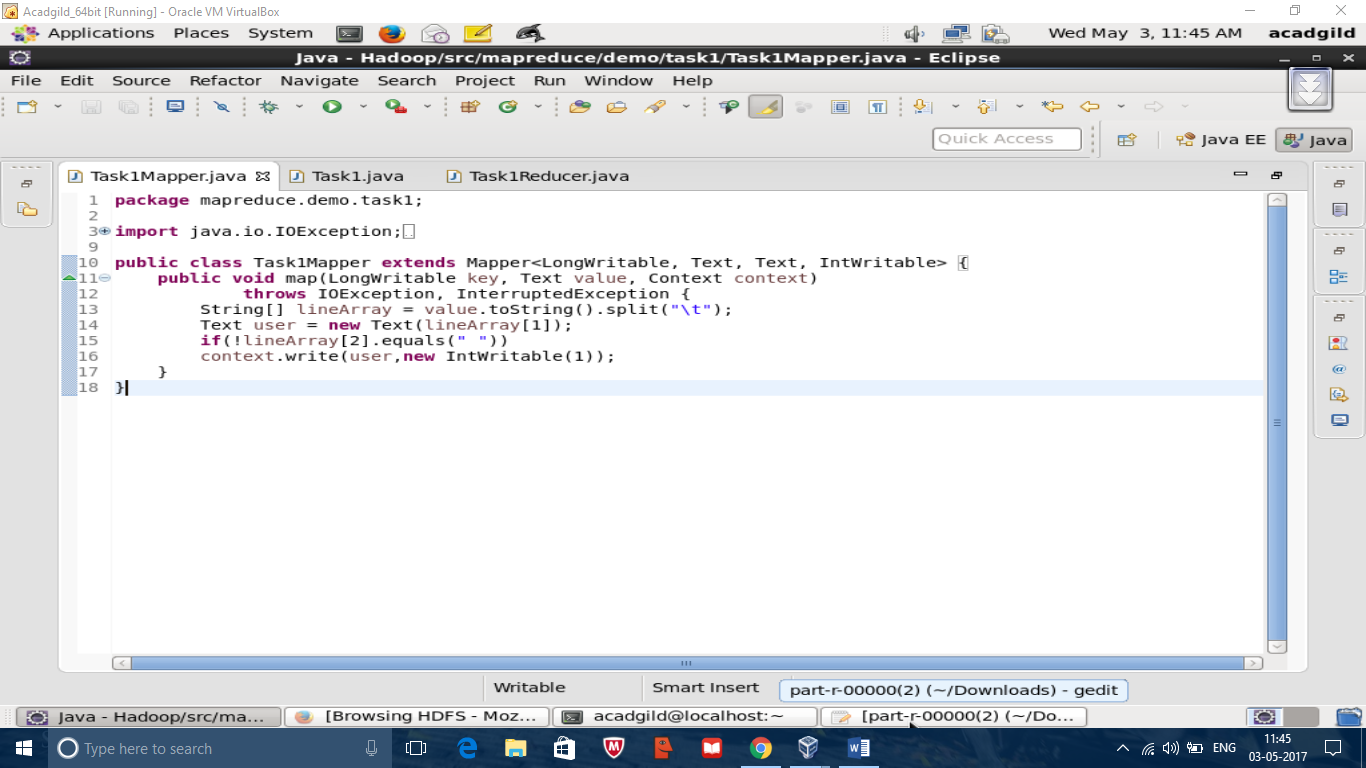 Acadgild_64bit [Running] - Oracle VM VirtualBox
Applications Places System Wed May 3, 11:45 AM acadgild
Java - Hadoop/src/mapreduce/demo/task1/Task1Mapper.java - Eclipse
File Edit Source Refactor Navigate Search Project Run Window Help
Quick Access Java EE Java
Task1Mapper.java Task1.java Task1Reducer.java
1 package mapreduce.demo.task1;
2
3 import java.io.IOException;
9
10 public class Task1Mapper extends Mapper<LongWritable, Text, Text, IntWritable> {
11 public void map(LongWritable key, Text value, Context context)
12 throws IOException, InterruptedException {
13 String[] lineArray = value.toString().split("\t");
14 Text user = new Text(lineArray[1]);
15 if(!lineArray[2].equals(" "))
16 context.write(user,new IntWritable(1));
17 }
18 }
Writable Smart Insert part-r-00000(2) (~/Downloads) - gedit
Java - Hadoop/src/ma... [Browsing HDFS - Moz... acadgild@localhost:~ [part-r-00000(2) (~/Do...
Type here to search ENG 11:45
03-05-2017